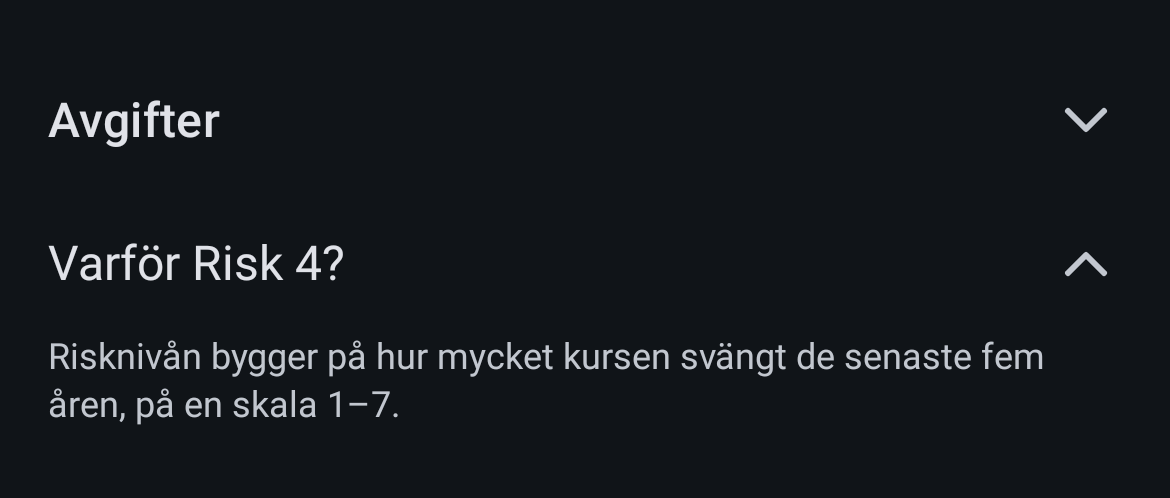 Avgifter
Varför Risk 4?
Risknivån bygger på hur mycket kursen svängt de senaste fem
åren, på en skala 1–7.